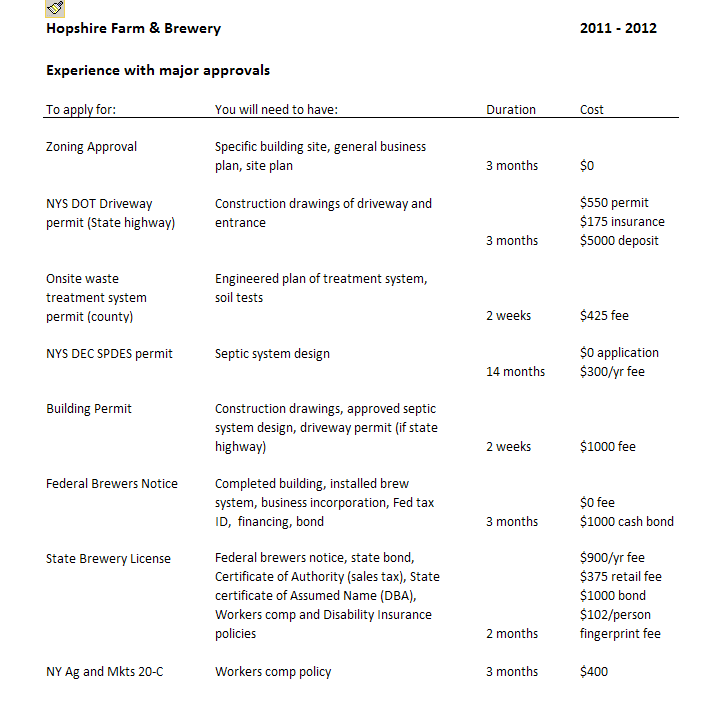 Hopshire Farm & Brewery 2011 - 2012
Experience with major approvals
To apply for: You will need to have: Duration Cost
Zoning Approval Specific building site, general business
plan, site plan 3 months $0
NYS DOT Driveway Construction drawings of driveway and $550 permit
permit (State highway) entrance $175 insurance
3 months $5000 deposit
Onsite waste Engineered plan of treatment system,
treatment system soil tests
permit (county) 2 weeks $425 fee
NYS DEC SPDES permit Septic system design $0 application
14 months $300/yr fee
Building Permit Construction drawings, approved septic
system design, driveway permit (if state
highway) 2 weeks $1000 fee
Federal Brewers Notice Completed building, installed brew
system, business incorporation, Fed tax $0 fee
ID, financing, bond 3 months $1000 cash bond
State Brewery License Federal brewers notice, state bond, $900/yr fee
Certificate of Authority (sales tax), State $375 retail fee
certificate of Assumed Name (DBA), $1000 bond
Workers comp and Disability Insurance $102/person
policies 2 months fingerprint fee
NY Ag and Mkts 20-C Workers comp policy 3 months $400